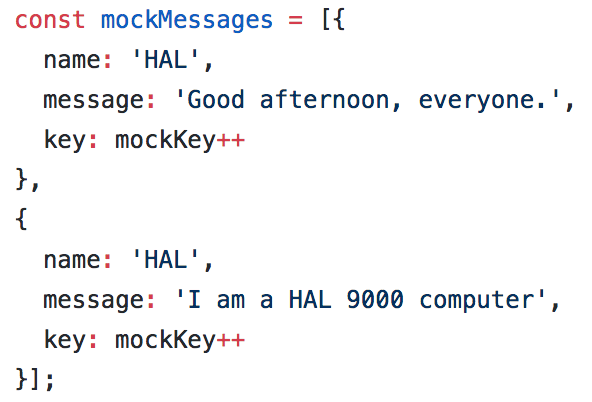 const mockMessages = [{
  name: 'HAL',
  message: 'Good afternoon, everyone.',
  key: mockKey++
},
{
  name: 'HAL',
  message: 'I am a HAL 9000 computer',
  key: mockKey++
}];